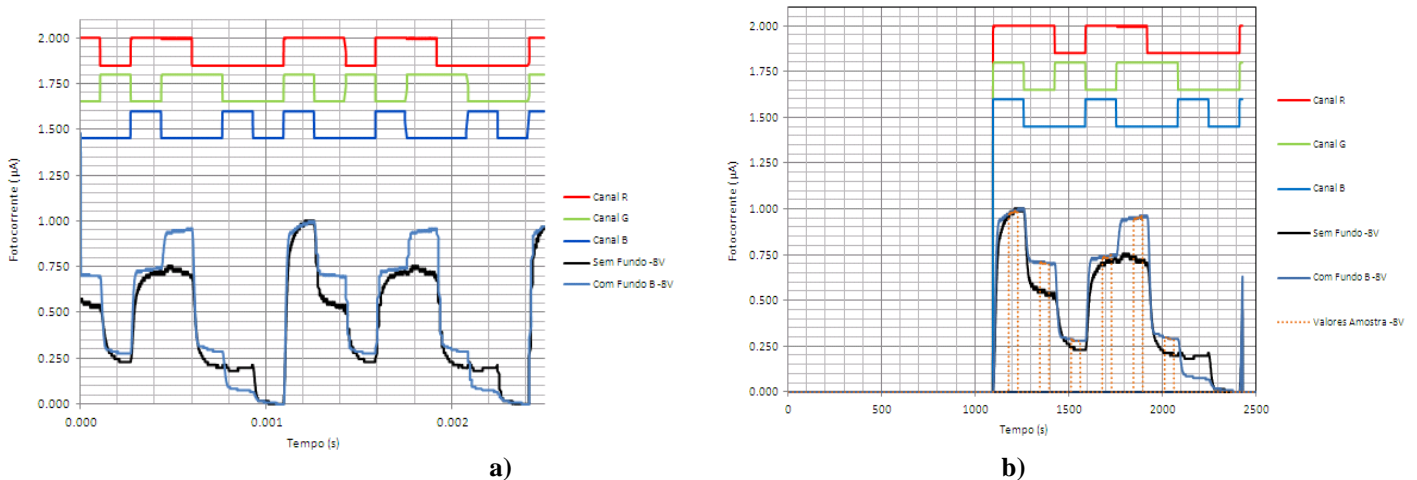 2.000
1.750
1.500
1.250
1.000
0.750
0.500
0.250
0.000
Fotocorrente (µA)
0.000
0.001
0.002
Tempo (s)
Canal R
Canal G
Canal B
Sem Fundo -8V
Com Fundo B -8V
a)
2.000
1.750
1.500
1.250
1.000
0.750
0.500
0.250
0.000
Fotocorrente (µA)
0
500
1000
1500
2000
2500
Tempo (s)
Canal R
Canal G
Canal B
Sem Fundo -8V
Com Fundo B -8V
Valores Amostra -8V
b)